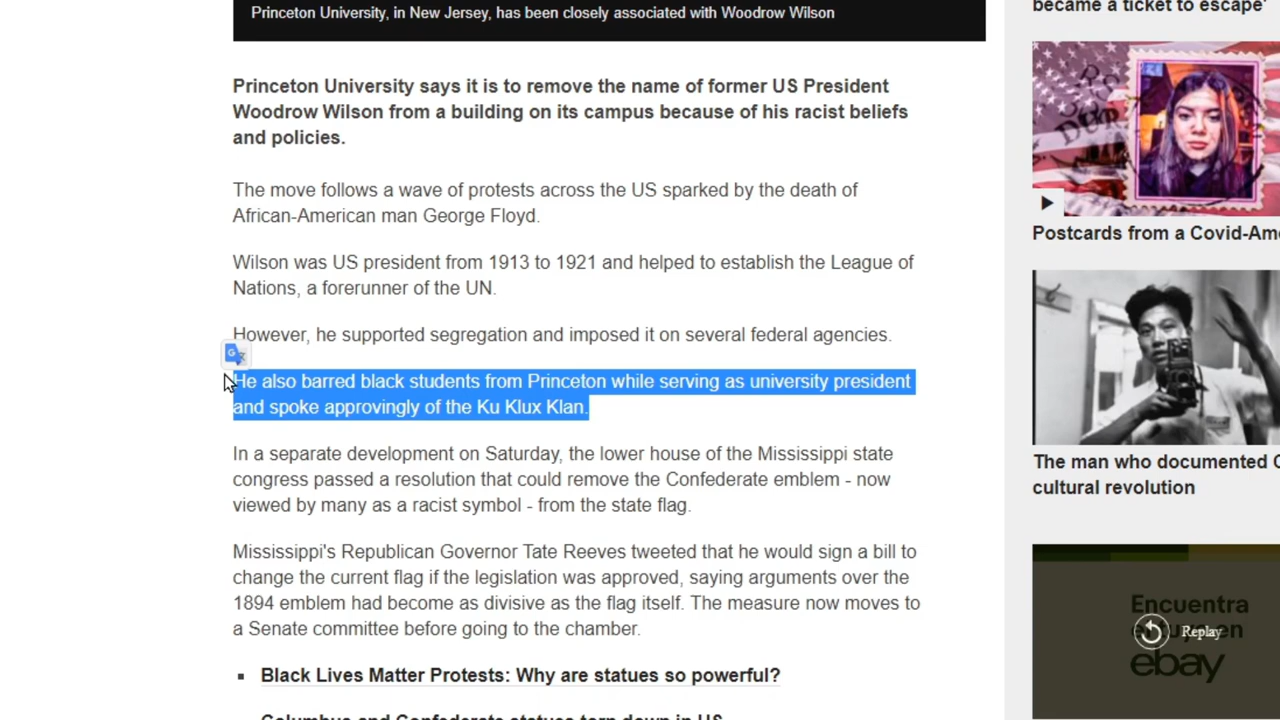 Princeton University, in New Jersey, has been closely associated with Woodrow Wilson
Princeton University says it is to remove the name of former US President
Woodrow Wilson from a building on its campus because of his racist beliefs
and policies.
The move follows a wave of protests across the US sparked by the death of
African-American man George Floyd.
Wilson was US president from 1913 to 1921 and helped to establish the League of
Nations, a forerunner of the UN.
However, he supported segregation and imposed it on several federal agencies.
He also barred black students from Princeton while serving as university president
and spoke approvingly of the Ku Klux Klan.
In a separate development on Saturday, the lower house of the Mississippi state
congress passed a resolution that could remove the Confederate emblem - now
viewed by many as a racist symbol - from the state flag.
Mississippi's Republican Governor Tate Reeves tweeted that he would sign a bill to
change the current flag if the legislation was approved, saying arguments over the
1894 emblem had become as divisive as the flag itself. The measure now moves to
a Senate committee before going to the chamber.
Black Lives Matter Protests: Why are statues so powerful?
Columbus and Confederate statues torn down in US
became a ticket to escape'
Postcards from a Covid-Am
The man who documented C
cultural revolution
Encuentra
en
Replay
ebay